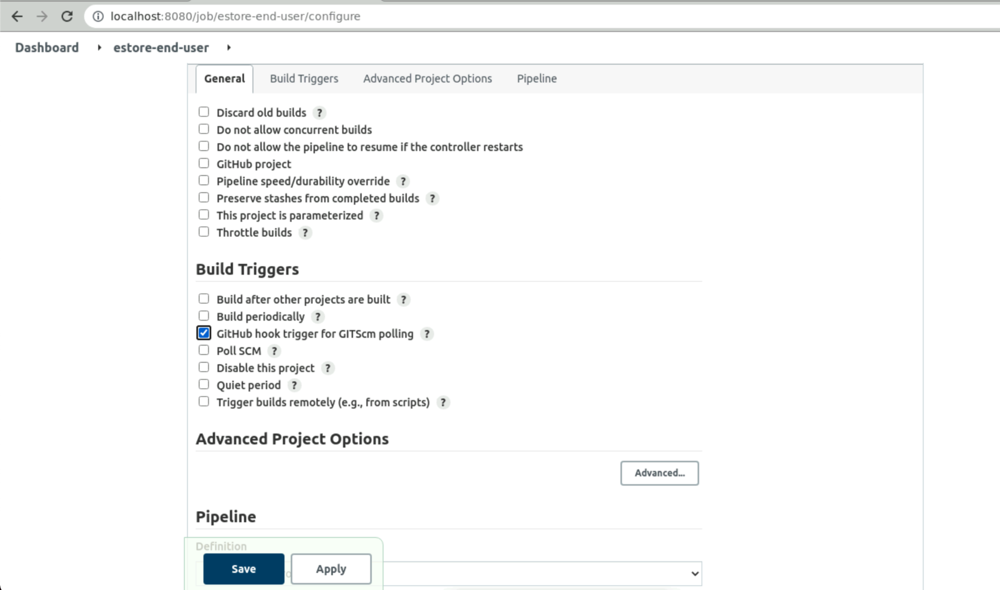 localhost:8080/job/estore-end-user/configure
Dashboard estore-end-user
General Build Triggers Advanced Project Options Pipeline
Discard old builds ?
Do not allow concurrent builds
Do not allow the pipeline to resume if the controller restarts
GitHub project
Pipeline speed/durability override ?
Preserve stashes from completed builds ?
This project is parameterized ?
Throttle builds ?
Build Triggers
Build after other projects are built ?
Build periodically ?
GitHub hook trigger for GITScm polling ?
Poll SCM ?
Disable this project ?
Quiet period ?
Trigger builds remotely (e.g., from scripts) ?
Advanced Project Options
Advanced...
Pipeline
Definition
Save Apply